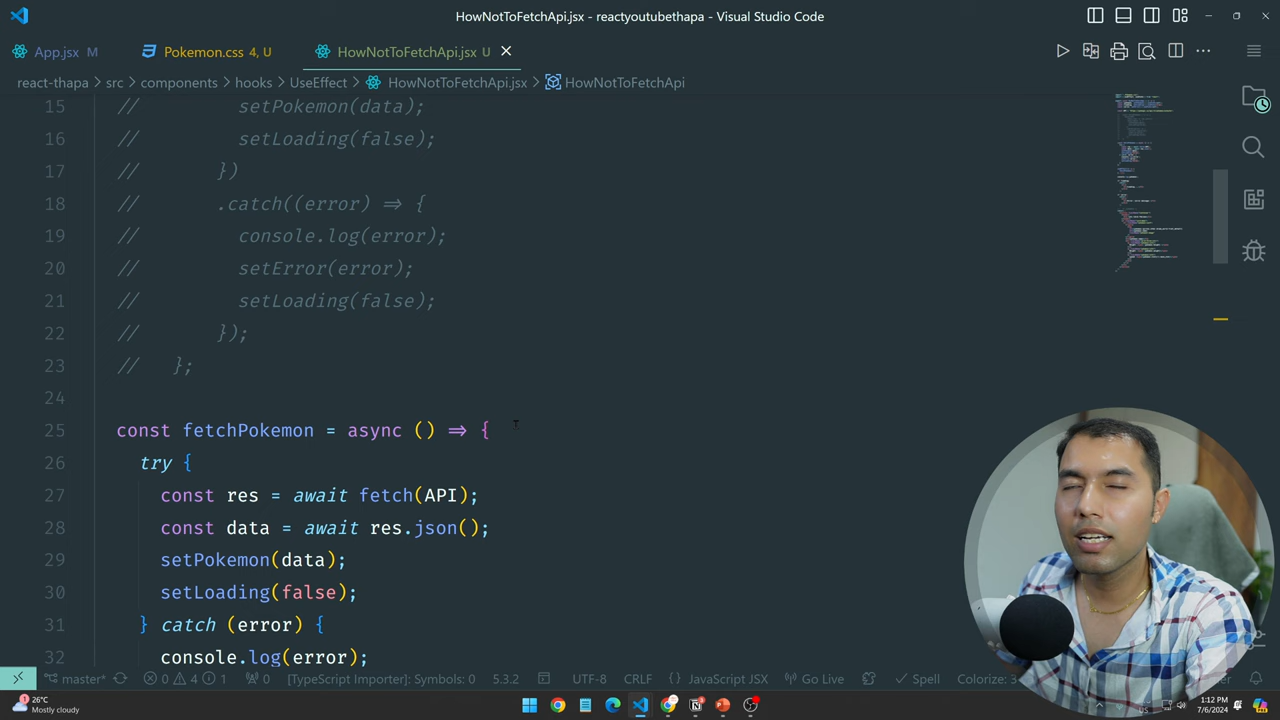 HowNotToFetchApi.jsx - reactyoutubethapa - Visual Studio Code
App.jsx M
Pokemon.css 4, U
HowNotToFetchApi.jsx U
react-thapa > src > components > hooks > UseEffect > HowNotToFetchApi.jsx > HowNotToFetchApi
15 // setPokemon(data);
16 // setLoading(false);
17 // })
18 // .catch((error) => {
19 // console.log(error);
20 // setError(error);
21 // setLoading(false);
22 // });
23 // };
24
25 const fetchPokemon = async () => {
26 try {
27 const res = await fetch(API);
28 const data = await res.json();
29 setPokemon(data);
30 setLoading(false);
31 } catch (error) {
32 console.log(error);
master 0 4 1 0 [TypeScript Importer]: Symbols: 0 5.3.2 UTF-8 CRLF {} JavaScript JSX Go Live Spell Colorize: 3
26°C
Mostly cloudy
1:12 PM
7/6/2024